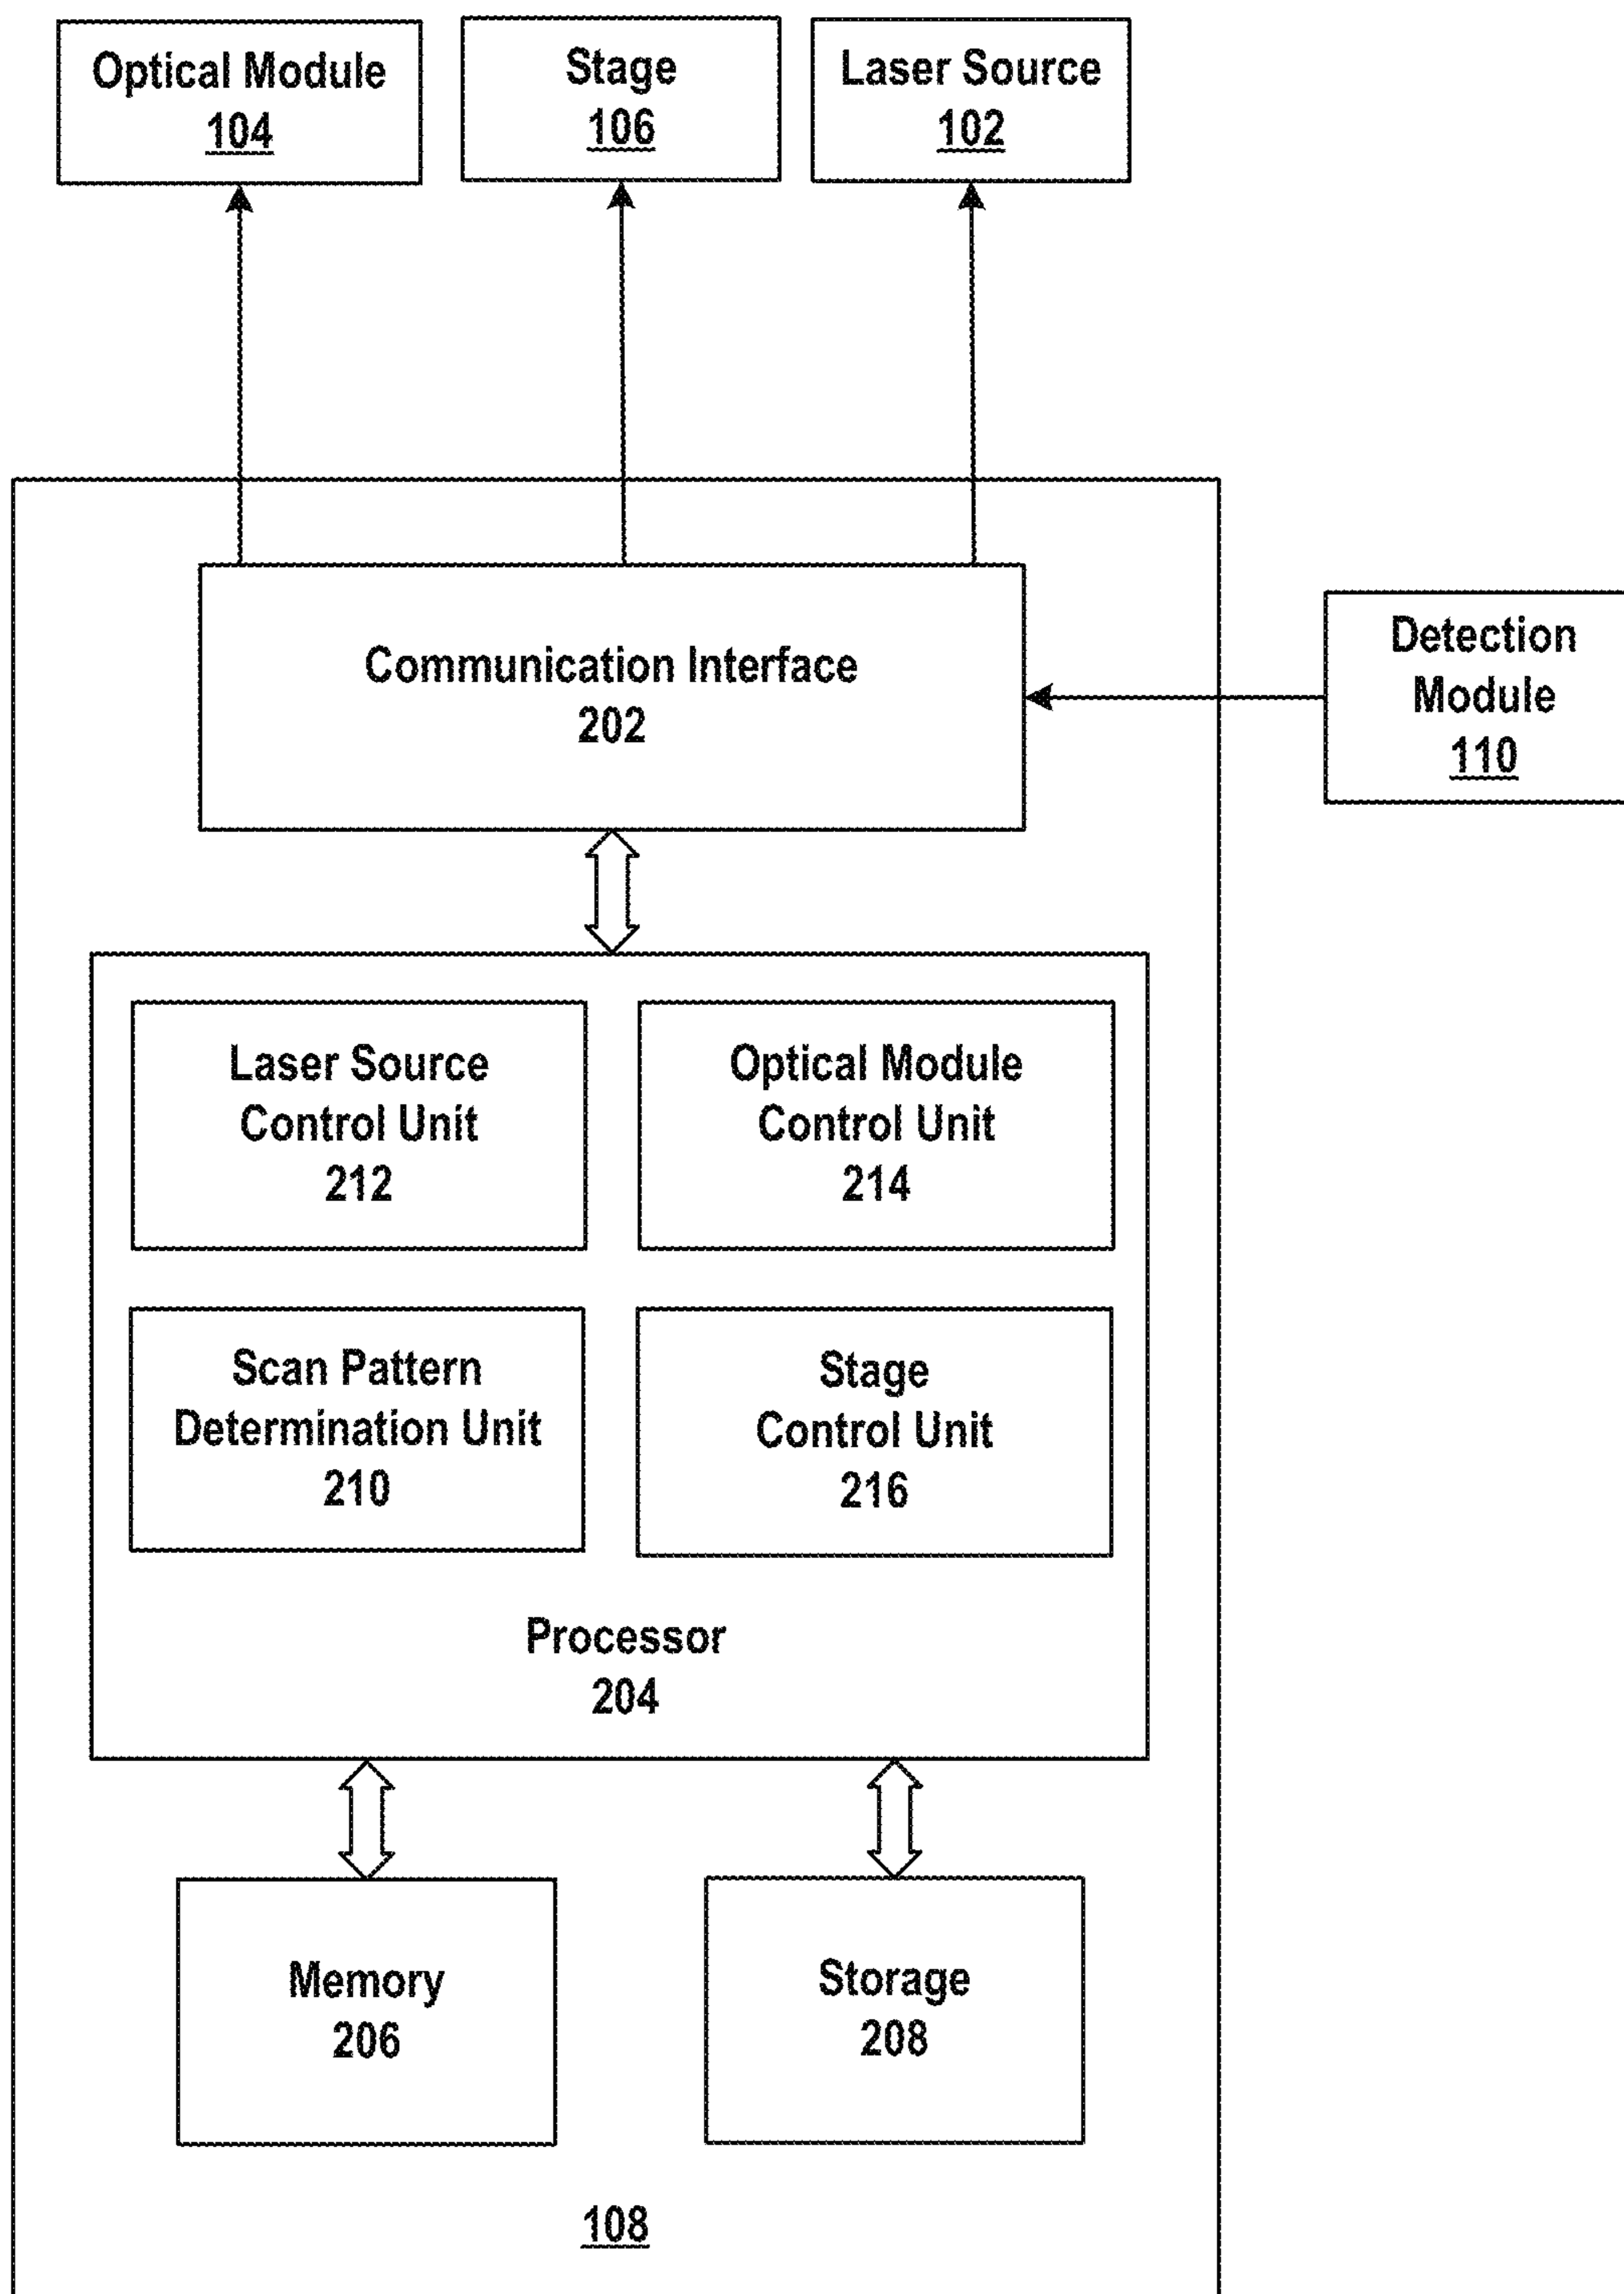 Optical Module
104
Stage
106
Laser Source
102
Communication Interface
202
Detection
Module
110
Laser Source
Control Unit
212
Optical Module
Control Unit
214
Scan Pattern
Determination Unit
210
Stage
Control Unit
216
Processor
204
Memory
206
Storage
208
108